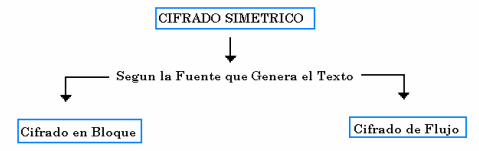 CIFRADO SIMETRICO
Segun la Fuente que Genera el Texto
Cifrado en Bloque
Cifrado de Flujo